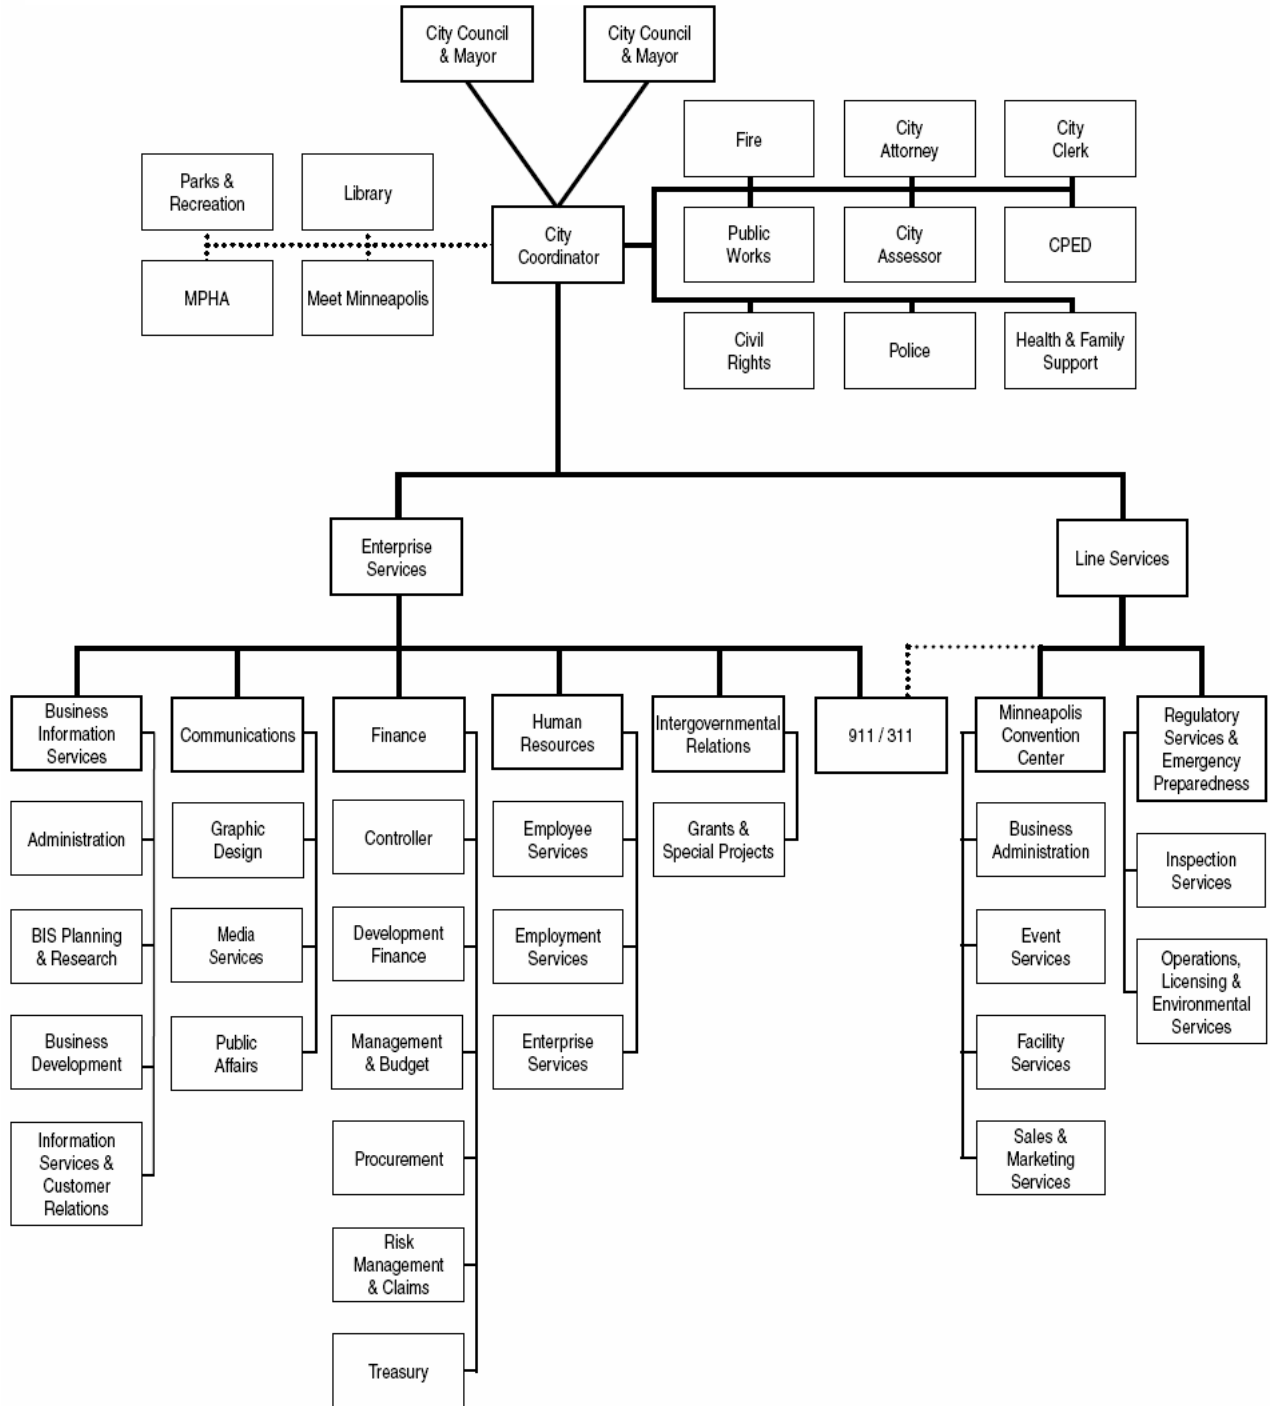 City Council
& Mayor
City Council
& Mayor
Fire
City
Attorney
City
Clerk
Parks &
Recreation
Library
City
Coordinator
Public
Works
City
Assessor
CPED
MPHA
Meet Minneapolis
Civil
Rights
Police
Health & Family
Support
Enterprise
Services
Line Services
Business
Information
Services
Communications
Finance
Human
Resources
Intergovernmental
Relations
911 / 311
Minneapolis
Convention
Center
Regulatory
Services &
Emergency
Preparedness
Administration
Graphic
Design
Controller
Employee
Services
Grants &
Special Projects
Business
Administration
Inspection
Services
BIS Planning
& Research
Media
Services
Development
Finance
Employment
Services
Event
Services
Operations,
Licensing &
Environmental
Services
Business
Development
Public
Affairs
Management
& Budget
Enterprise
Services
Facility
Services
Information
Services &
Customer
Relations
Procurement
Sales &
Marketing
Services
Risk
Management
& Claims
Treasury